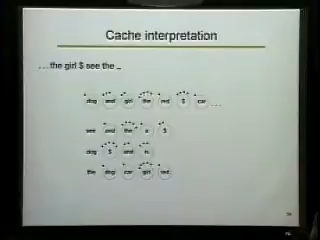 Cache interpretation
... the girl $ see the _
dog and girl the red $ car ....
see and the a $
dog $ and is
the dog car girl red